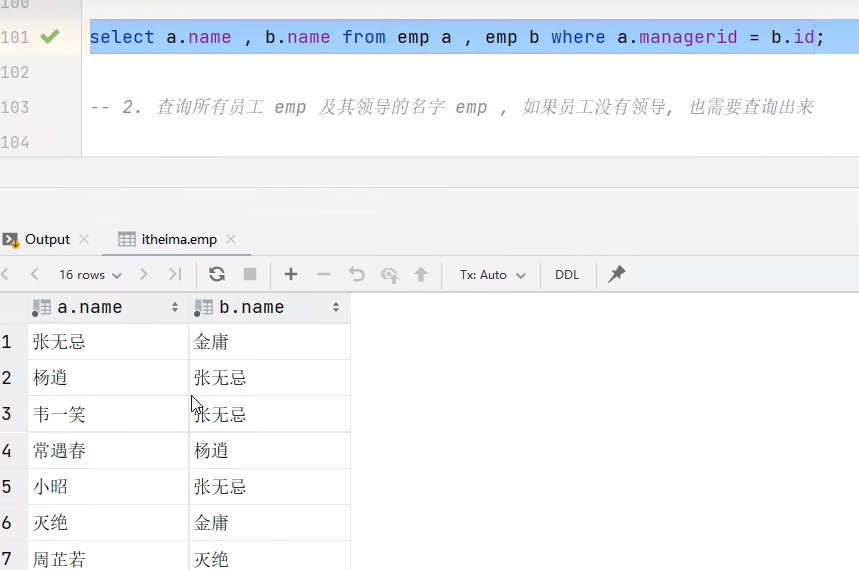 100
101 select a.name , b.name from emp a , emp b where a.managerid = b.id;
102
103 -- 2. 查询所有员工 emp 及其领导的名字 emp , 如果员工没有领导, 也需要查询出来
104
Output itheima.emp
16 rows Tx: Auto DDL
a.name b.name
1 张无忌 金庸
2 杨逍 张无忌
3 韦一笑 张无忌
4 常遇春 杨逍
5 小昭 张无忌
6 灭绝 金庸
7 周芷若 灭绝